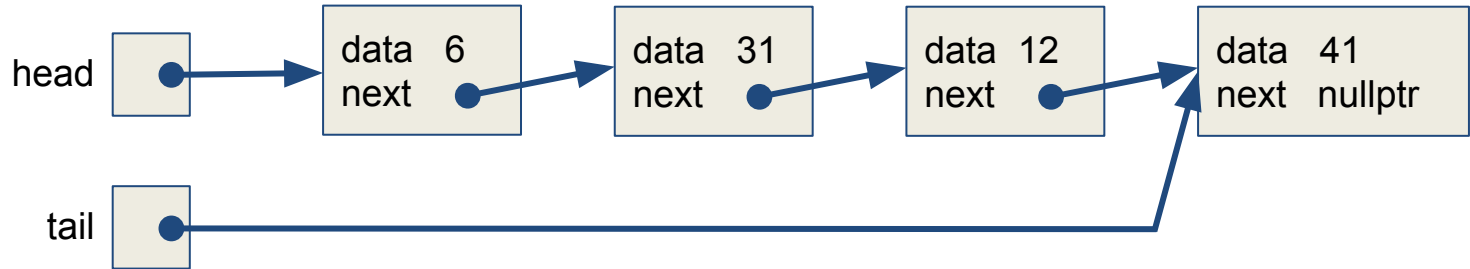 head
data 6
next
data 31
next
data 12
next
data 41
next nullptr
tail